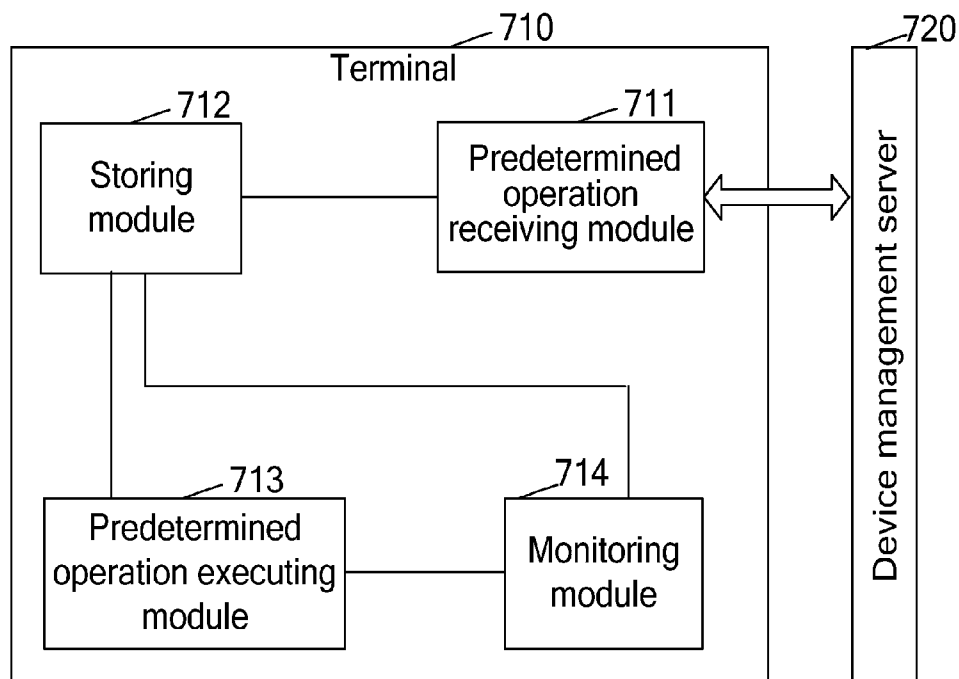 710
720
Terminal
712
711
Storing
module
Predetermined
operation
receiving module
713
714
Predetermined
operation executing
module
Monitoring
module
Device management server